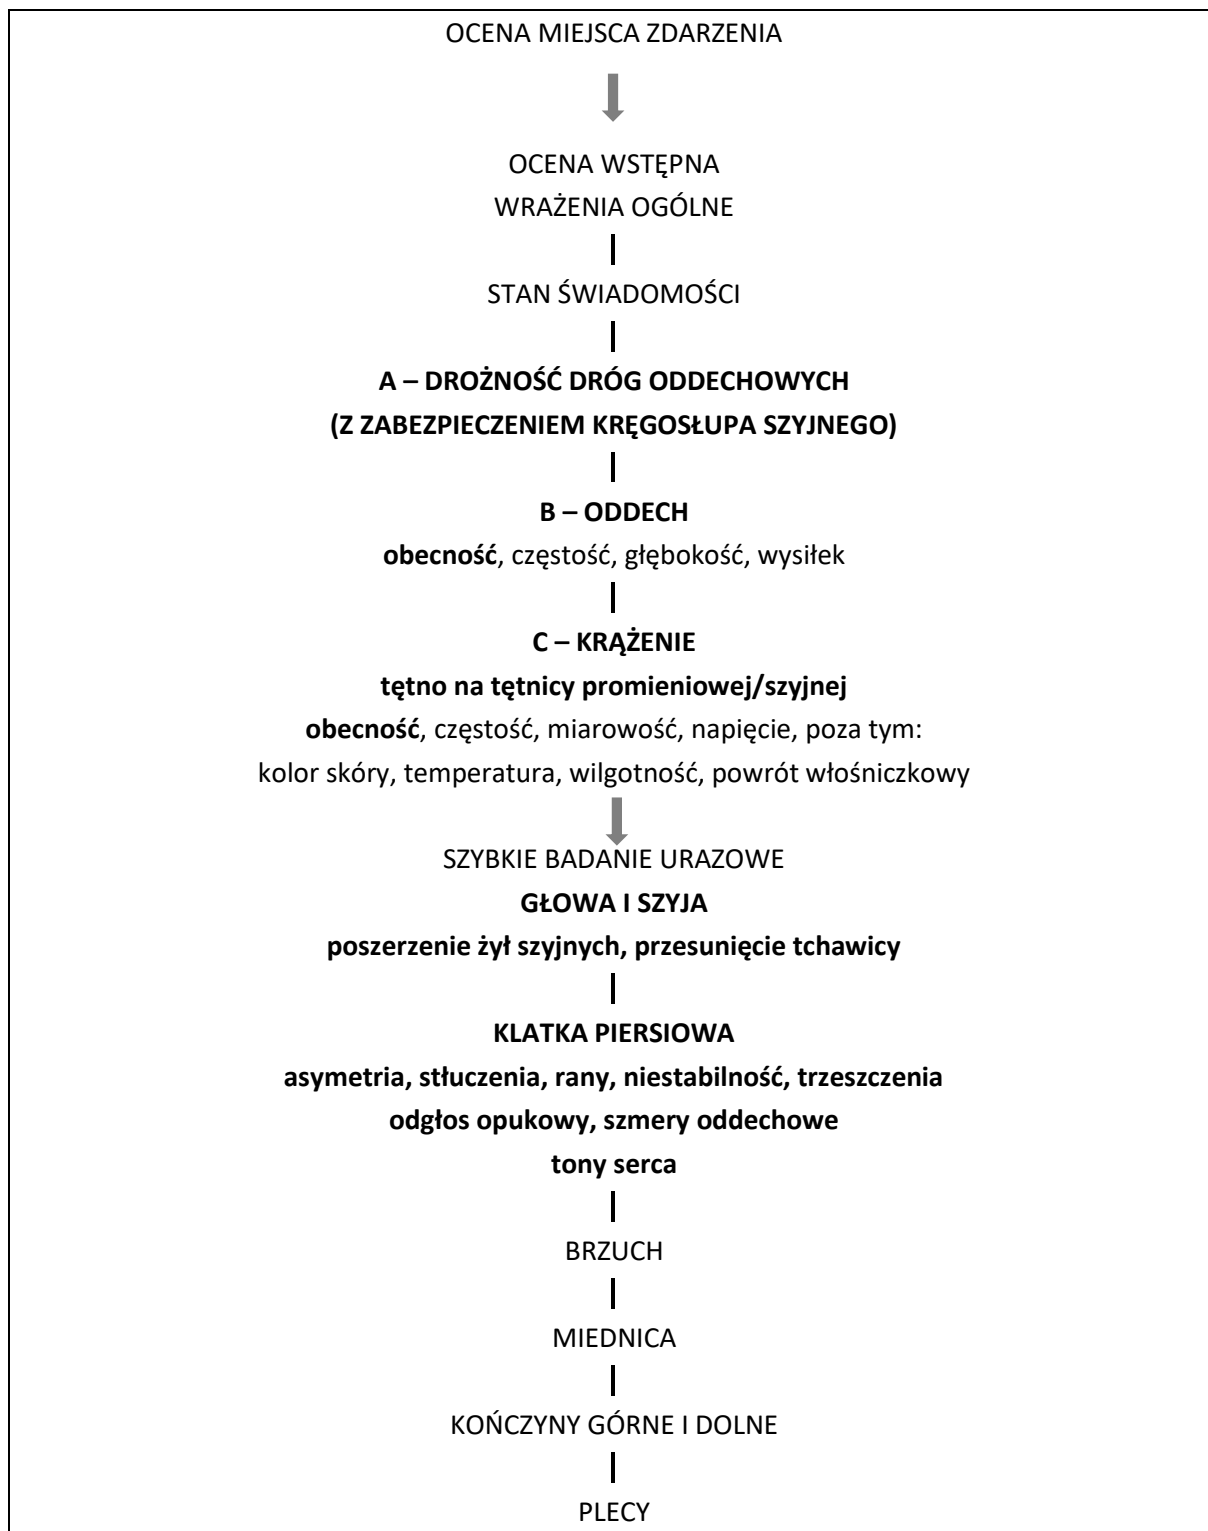 OCENA MIEJSCA ZDARZENIA
OCENA WSTĘPNA
WRAŻENIA OGÓLNE
STAN ŚWIADOMOŚCI
A – DROŻNOŚĆ DRÓG ODDECHOWYCH
(Z ZABEZPIECZENIEM KRĘGOSŁUPA SZYJNEGO)
B – ODDECH
obecność, częstość, głębokość, wysiłek
C – KRĄŻENIE
tętno na tętnicy promieniowej/szyjnej
obecność, częstość, miarowość, napięcie, poza tym:
kolor skóry, temperatura, wilgotność, powrót włośniczkowy
SZYBKIE BADANIE URAZOWE
GŁOWA I SZYJA
poszerzenie żył szyjnych, przesunięcie tchawicy
KLATKA PIERSIOWA
asymetria, stłuczenia, rany, niestabilność, trzeszczenia
odgłos opukowy, szmery oddechowe
tony serca
BRZUCH
MIEDNICA
KOŃCZYNY GÓRNE I DOLNE
PLECY